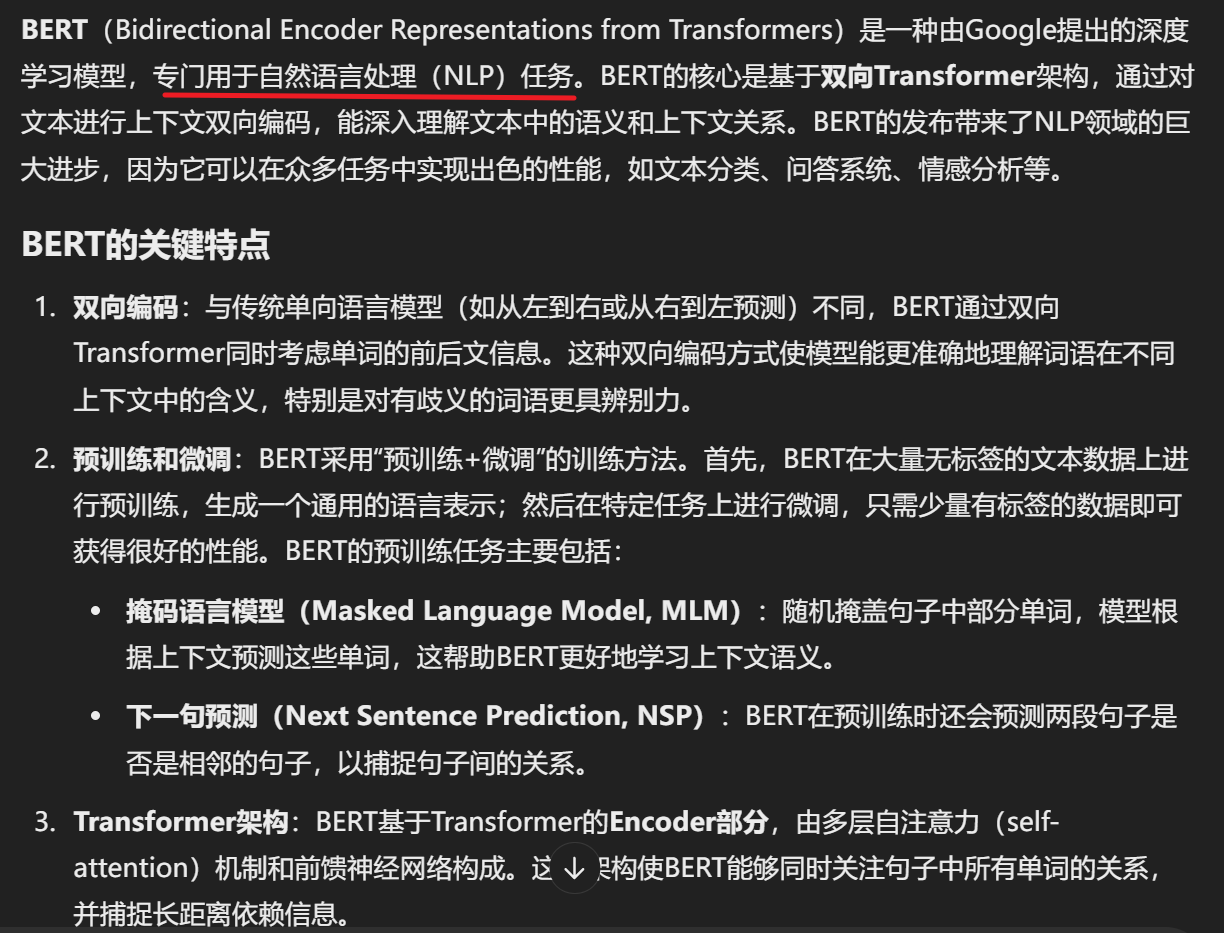 BERT（Bidirectional Encoder Representations from Transformers）是一种由Google提出的深度
学习模型，专门用于自然语言处理（NLP）任务。BERT的核心是基于双向Transformer架构，通过对
文本进行上下文双向编码，能深入理解文本中的语义和上下文关系。BERT的发布带来了NLP领域的巨
大进步，因为它可以在众多任务中实现出色的性能，如文本分类、问答系统、情感分析等。
BERT的关键特点
1. 双向编码：与传统单向语言模型（如从左到右或从右到左预测）不同，BERT通过双向
Transformer同时考虑单词的前后文信息。这种双向编码方式使模型能更准确地理解词语在不同
上下文中的含义，特别是对有歧义的词语更具辨别力。
2. 预训练和微调：BERT采用“预训练+微调”的训练方法。首先，BERT在大量无标签的文本数据上进
行预训练，生成一个通用的语言表示；然后在特定任务上进行微调，只需少量有标签的数据即可
获得很好的性能。BERT的预训练任务主要包括：
• 掩码语言模型（Masked Language Model, MLM）：随机掩盖句子中部分单词，模型根
据上下文预测这些单词，这帮助BERT更好地学习上下文语义。
• 下一句预测（Next Sentence Prediction, NSP）：BERT在预训练时还会预测两段句子是
否是相邻的句子，以捕捉句子间的关系。
3. Transformer架构：BERT基于Transformer的Encoder部分，由多层自注意力（self-
attention）机制和前馈神经网络构成。这架构使BERT能够同时关注句子中所有单词的关系，
并捕捉长距离依赖信息。